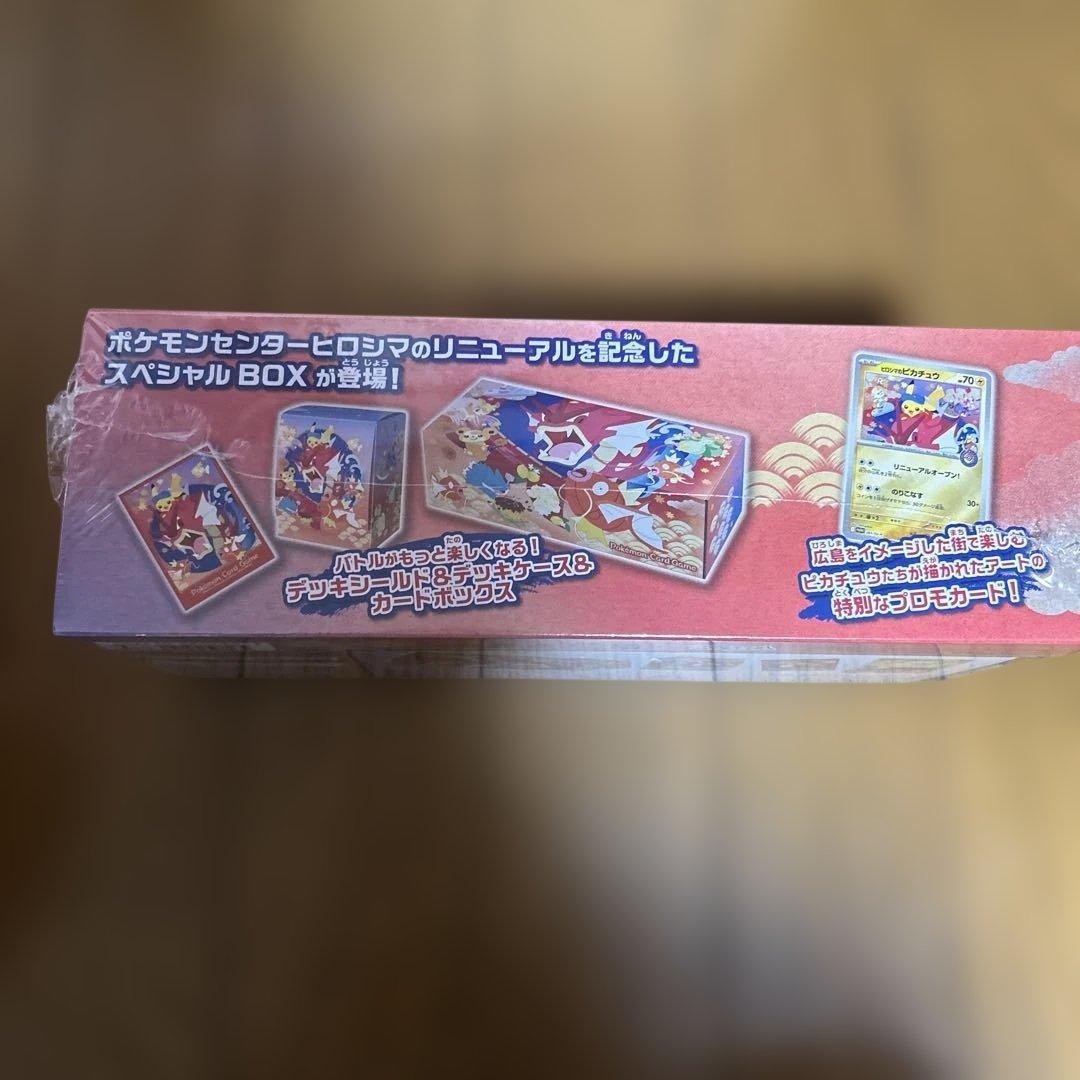 ポケモンセンターヒロシマのリニューアルを記念した
スペシャルBOXが登場!
バトルがもっと楽しくなる!
デッキシールド&デッキケース&
カードボックス
Pokémon Card Game
Pokémon Card Game
ヒロシマのピカチュウ HP70
リニューアルオープン!
のりこなす 30+
広島をイメージした街で楽しむ
ピカチュウたちが描かれたアートの
特別なプロモカード!